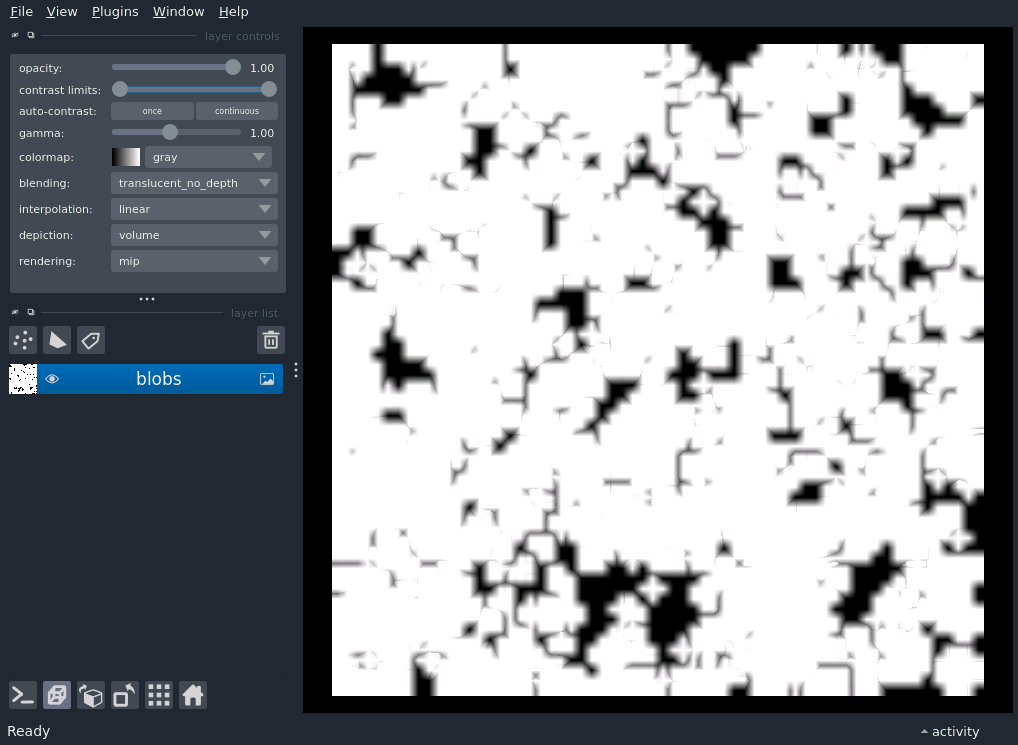 File View Plugins Window Help
layer controls
opacity: 1.00
contrast limits:
auto-contrast: once continuous
gamma: 1.00
colormap: gray
blending: translucent_no_depth
interpolation: linear
depiction: volume
rendering: mip
layer list
blobs
Ready activity